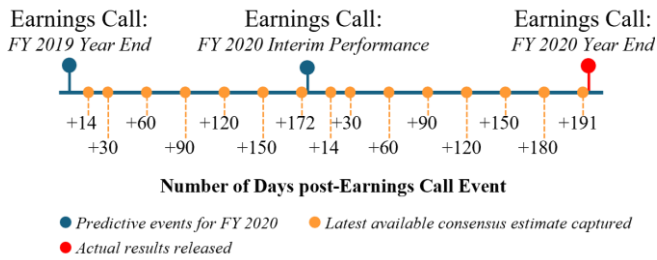 Earnings Call: Earnings Call: Earnings Call:
FY 2019 Year End FY 2020 Interim Performance FY 2020 Year End
+14 +60 +120 +172 +30 +90 +150 +191
+30 +90 +150 +14 +60 +120 +180
Number of Days post-Earnings Call Event
Predictive events for FY 2020 Latest available consensus estimate captured
Actual results released